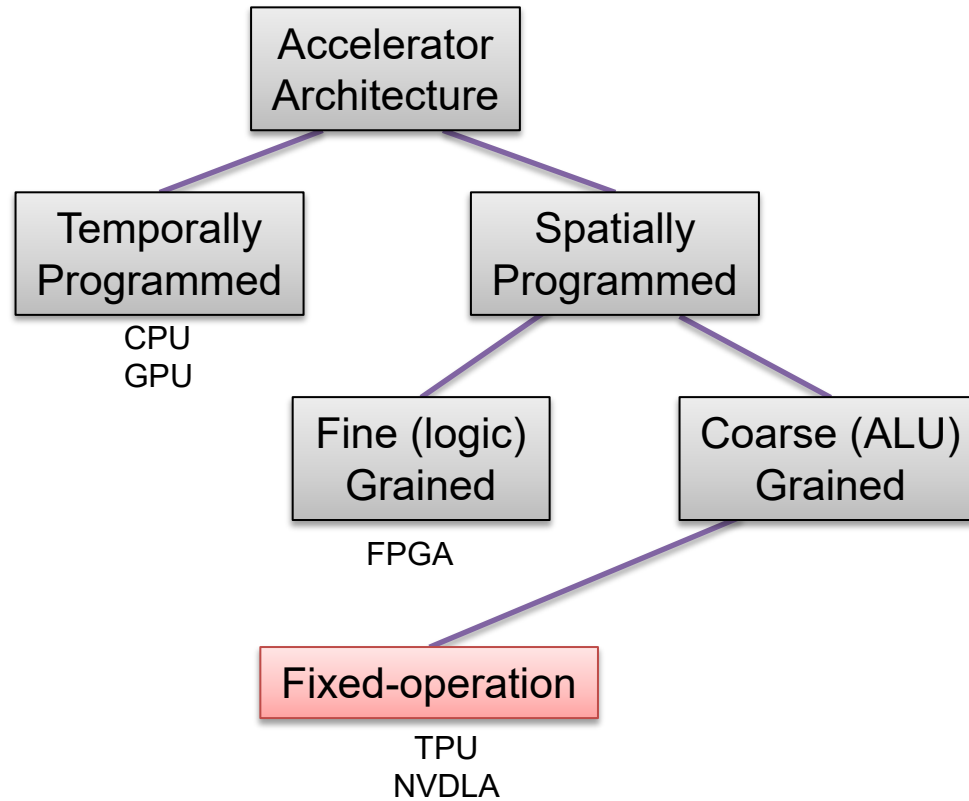 Accelerator
Architecture
Temporally
Programmed
Spatially
Programmed
CPU
GPU
Fine (logic)
Grained
Coarse (ALU)
Grained
FPGA
Fixed-operation
TPU
NVDLA